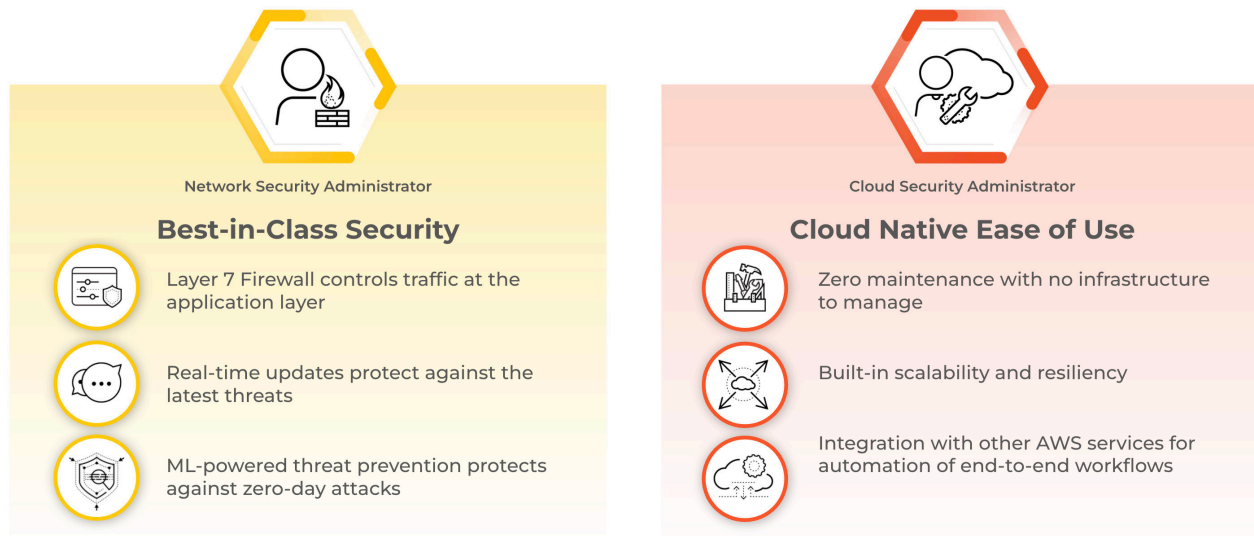 Network Security Administrator
Best-in-Class Security
Layer 7 Firewall controls traffic at the
application layer
Real-time updates protect against the
latest threats
ML-powered threat prevention protects
against zero-day attacks
Cloud Security Administrator
Cloud Native Ease of Use
Zero maintenance with no infrastructure
to manage
Built-in scalability and resiliency
Integration with other AWS services for
automation of end-to-end workflows